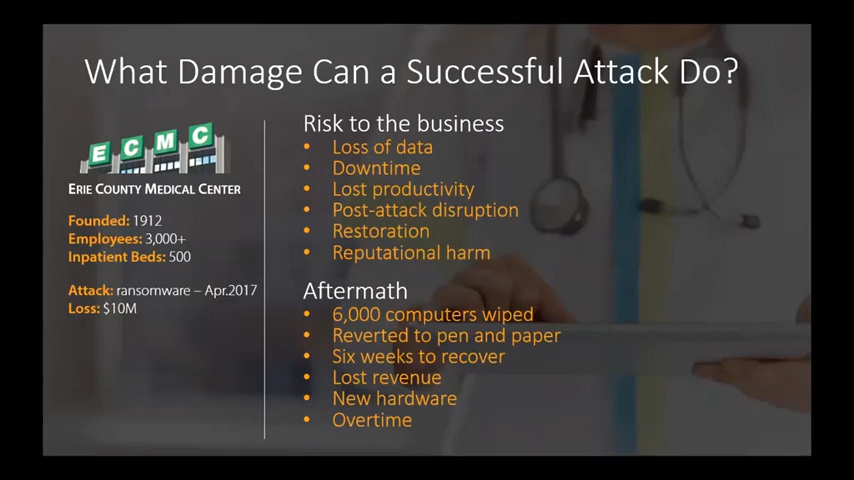 What Damage Can a Successful Attack Do?
E C M C
ERIE COUNTY MEDICAL CENTER
Founded: 1912
Employees: 3,000+
Inpatient Beds: 500
Attack: ransomware – Apr.2017
Loss: $10M
Risk to the business
• Loss of data
• Downtime
• Lost productivity
• Post-attack disruption
• Restoration
• Reputational harm
Aftermath
• 6,000 computers wiped
• Reverted to pen and paper
• Six weeks to recover
• Lost revenue
• New hardware
• Overtime